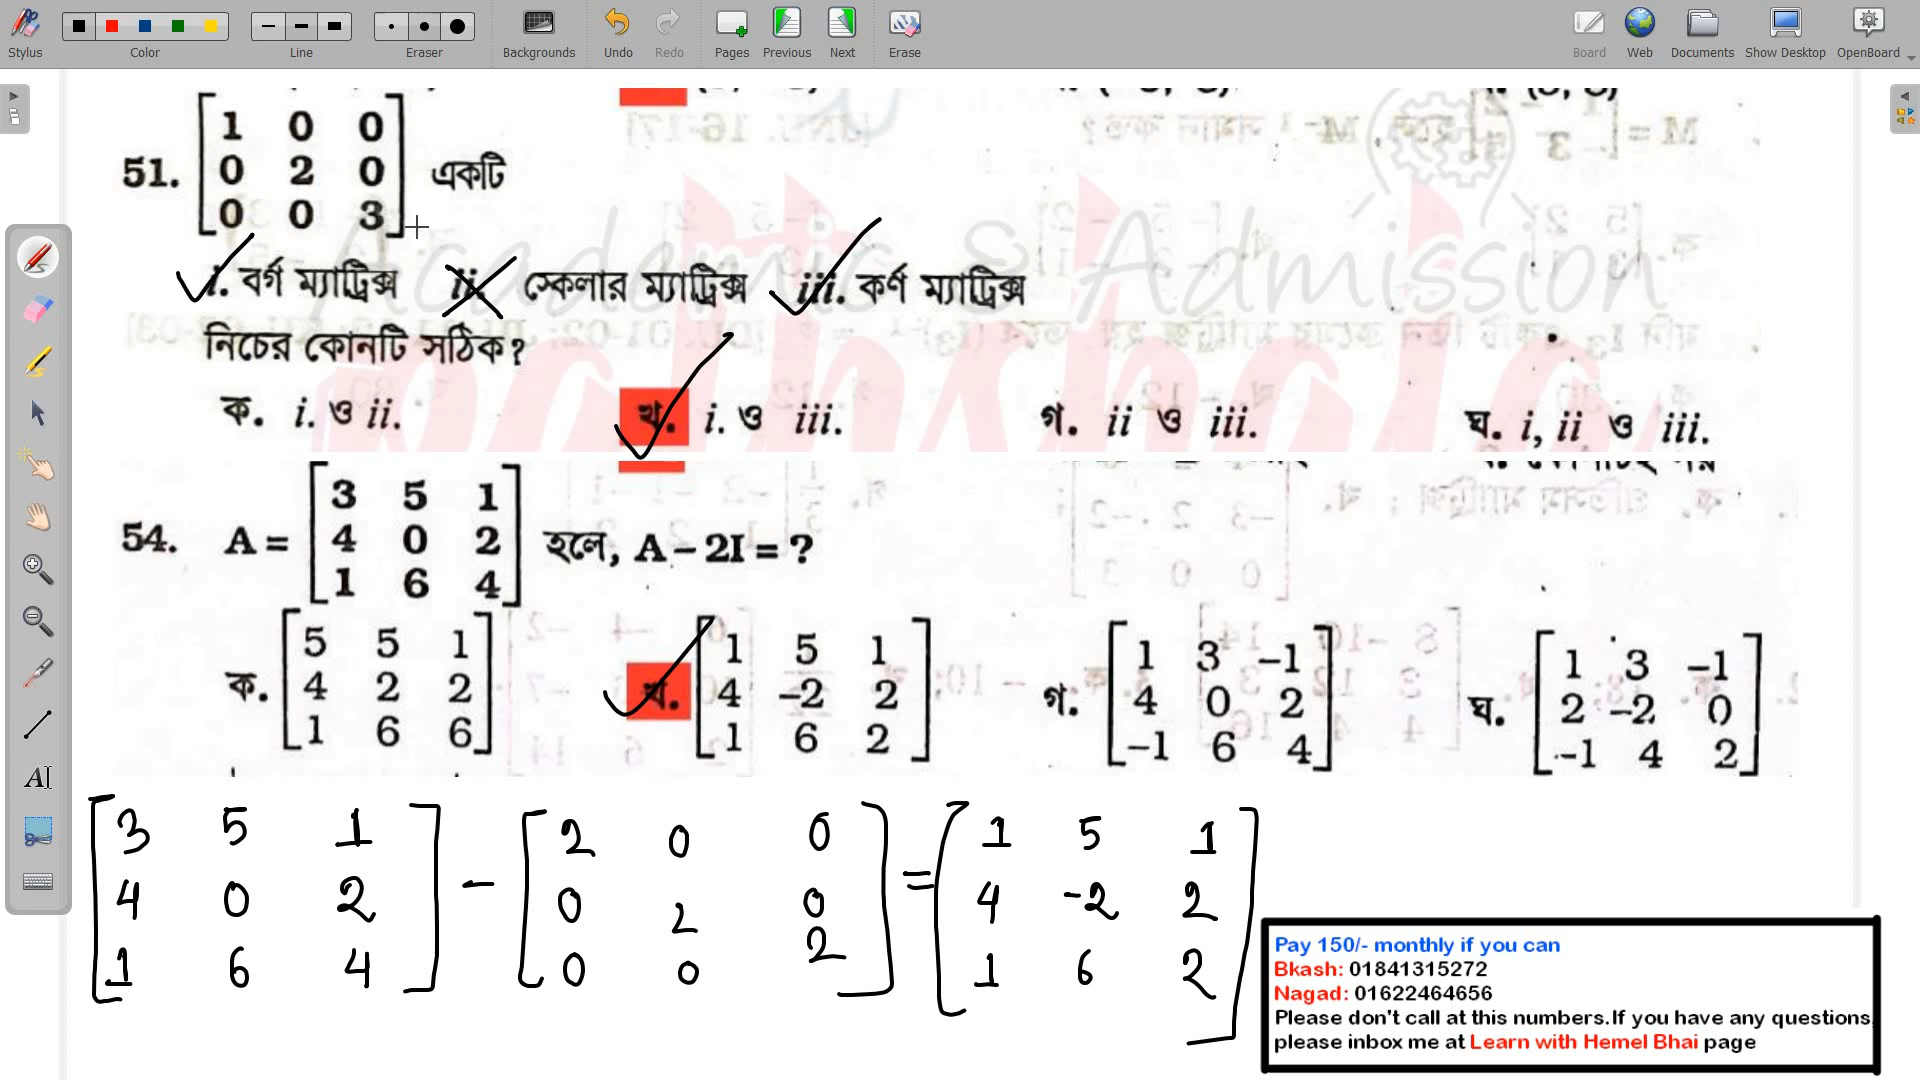 Stylus Color Line Eraser Backgrounds Undo Redo Pages Previous Next Erase Board Web Documents Show Desktop OpenBoard
51. [1 0 0
0 2 0
0 0 3] একটি
i. বর্গ ম্যাট্রিক্স ii. স্কেলার ম্যাট্রিক্স iii. কর্ণ ম্যাট্রিক্স
নিচের কোনটি সঠিক?
ক. i. ও ii. খ. i. ও iii. গ. ii ও iii. ঘ. i, ii ও iii.
54. A = [3 5 1
4 0 2
1 6 4] হলে, A – 2I = ?
ক. [5 5 1
4 2 2
1 6 6]
খ. [1 5 1
4 –2 2
1 6 2]
গ. [1 3 –1
4 0 2
–1 6 4]
ঘ. [1 3 –1
2 –2 0
–1 4 2]
[3 5 1] - [2 0 0] = [1 5 1]
[4 0 2] [0 2 0] [4 -2 2]
[1 6 4] [0 0 2] [1 6 2]
Academic & Admission
Pay 150/- monthly if you can
Bkash: 01841315272
Nagad: 01622464656
Please don't call at this numbers.If you have any questions
please inbox me at Learn with Hemel Bhai page